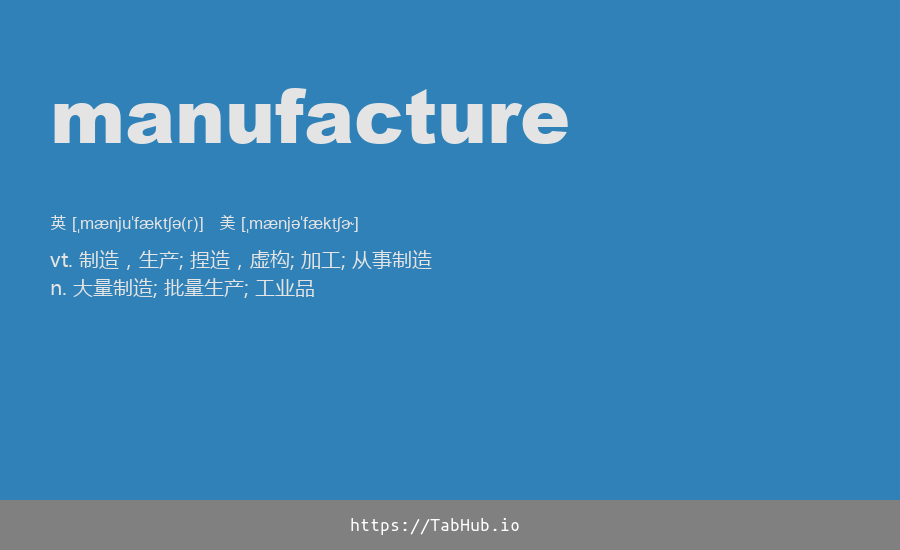 manufacture
英 [ˌmænjuˈfæktʃə(r)] 美 [ˌmænjəˈfæktʃɚ]
vt. 制造，生产; 捏造，虚构; 加工; 从事制造
n. 大量制造; 批量生产; 工业品
https://TabHub.io